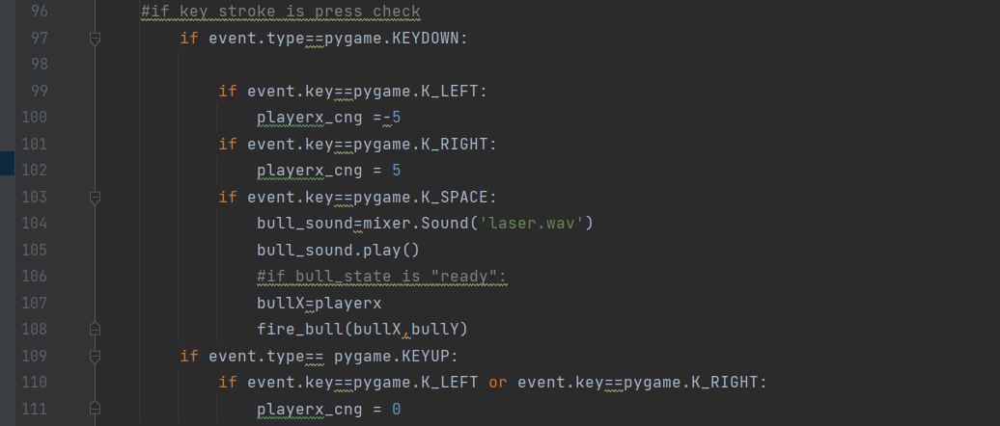 96 #if key stroke is press check
97 if event.type==pygame.KEYDOWN:
98
99 if event.key==pygame.K_LEFT:
100 playerx_cng =-5
101 if event.key==pygame.K_RIGHT:
102 playerx_cng = 5
103 if event.key==pygame.K_SPACE:
104 bull_sound=mixer.Sound('laser.wav')
105 bull_sound.play()
106 #if bull_state is "ready":
107 bullX=playerx
108 fire_bull(bullX,bullY)
109 if event.type== pygame.KEYUP:
110 if event.key==pygame.K_LEFT or event.key==pygame.K_RIGHT:
111 playerx_cng = 0